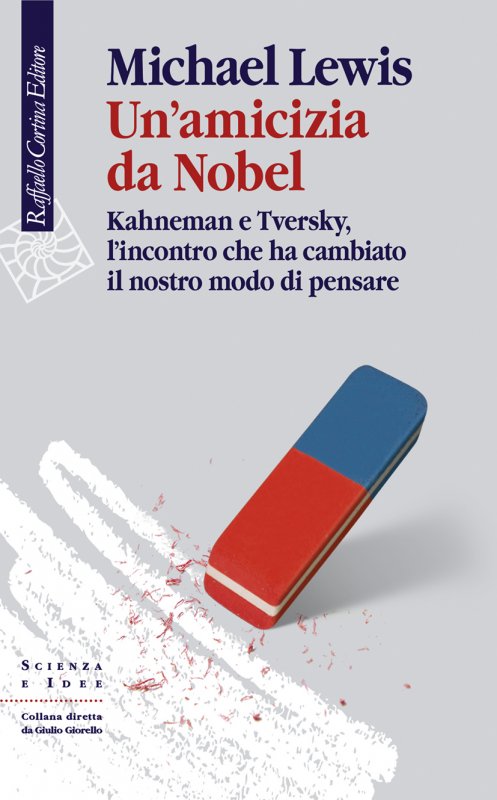 Raffaello Cortina Editore
Michael Lewis
Un'amicizia
da Nobel
Kahneman e Tversky,
l'incontro che ha cambiato
il nostro modo di pensare
SCIENZA
E IDEE
Collana diretta
da Giulio Giorello